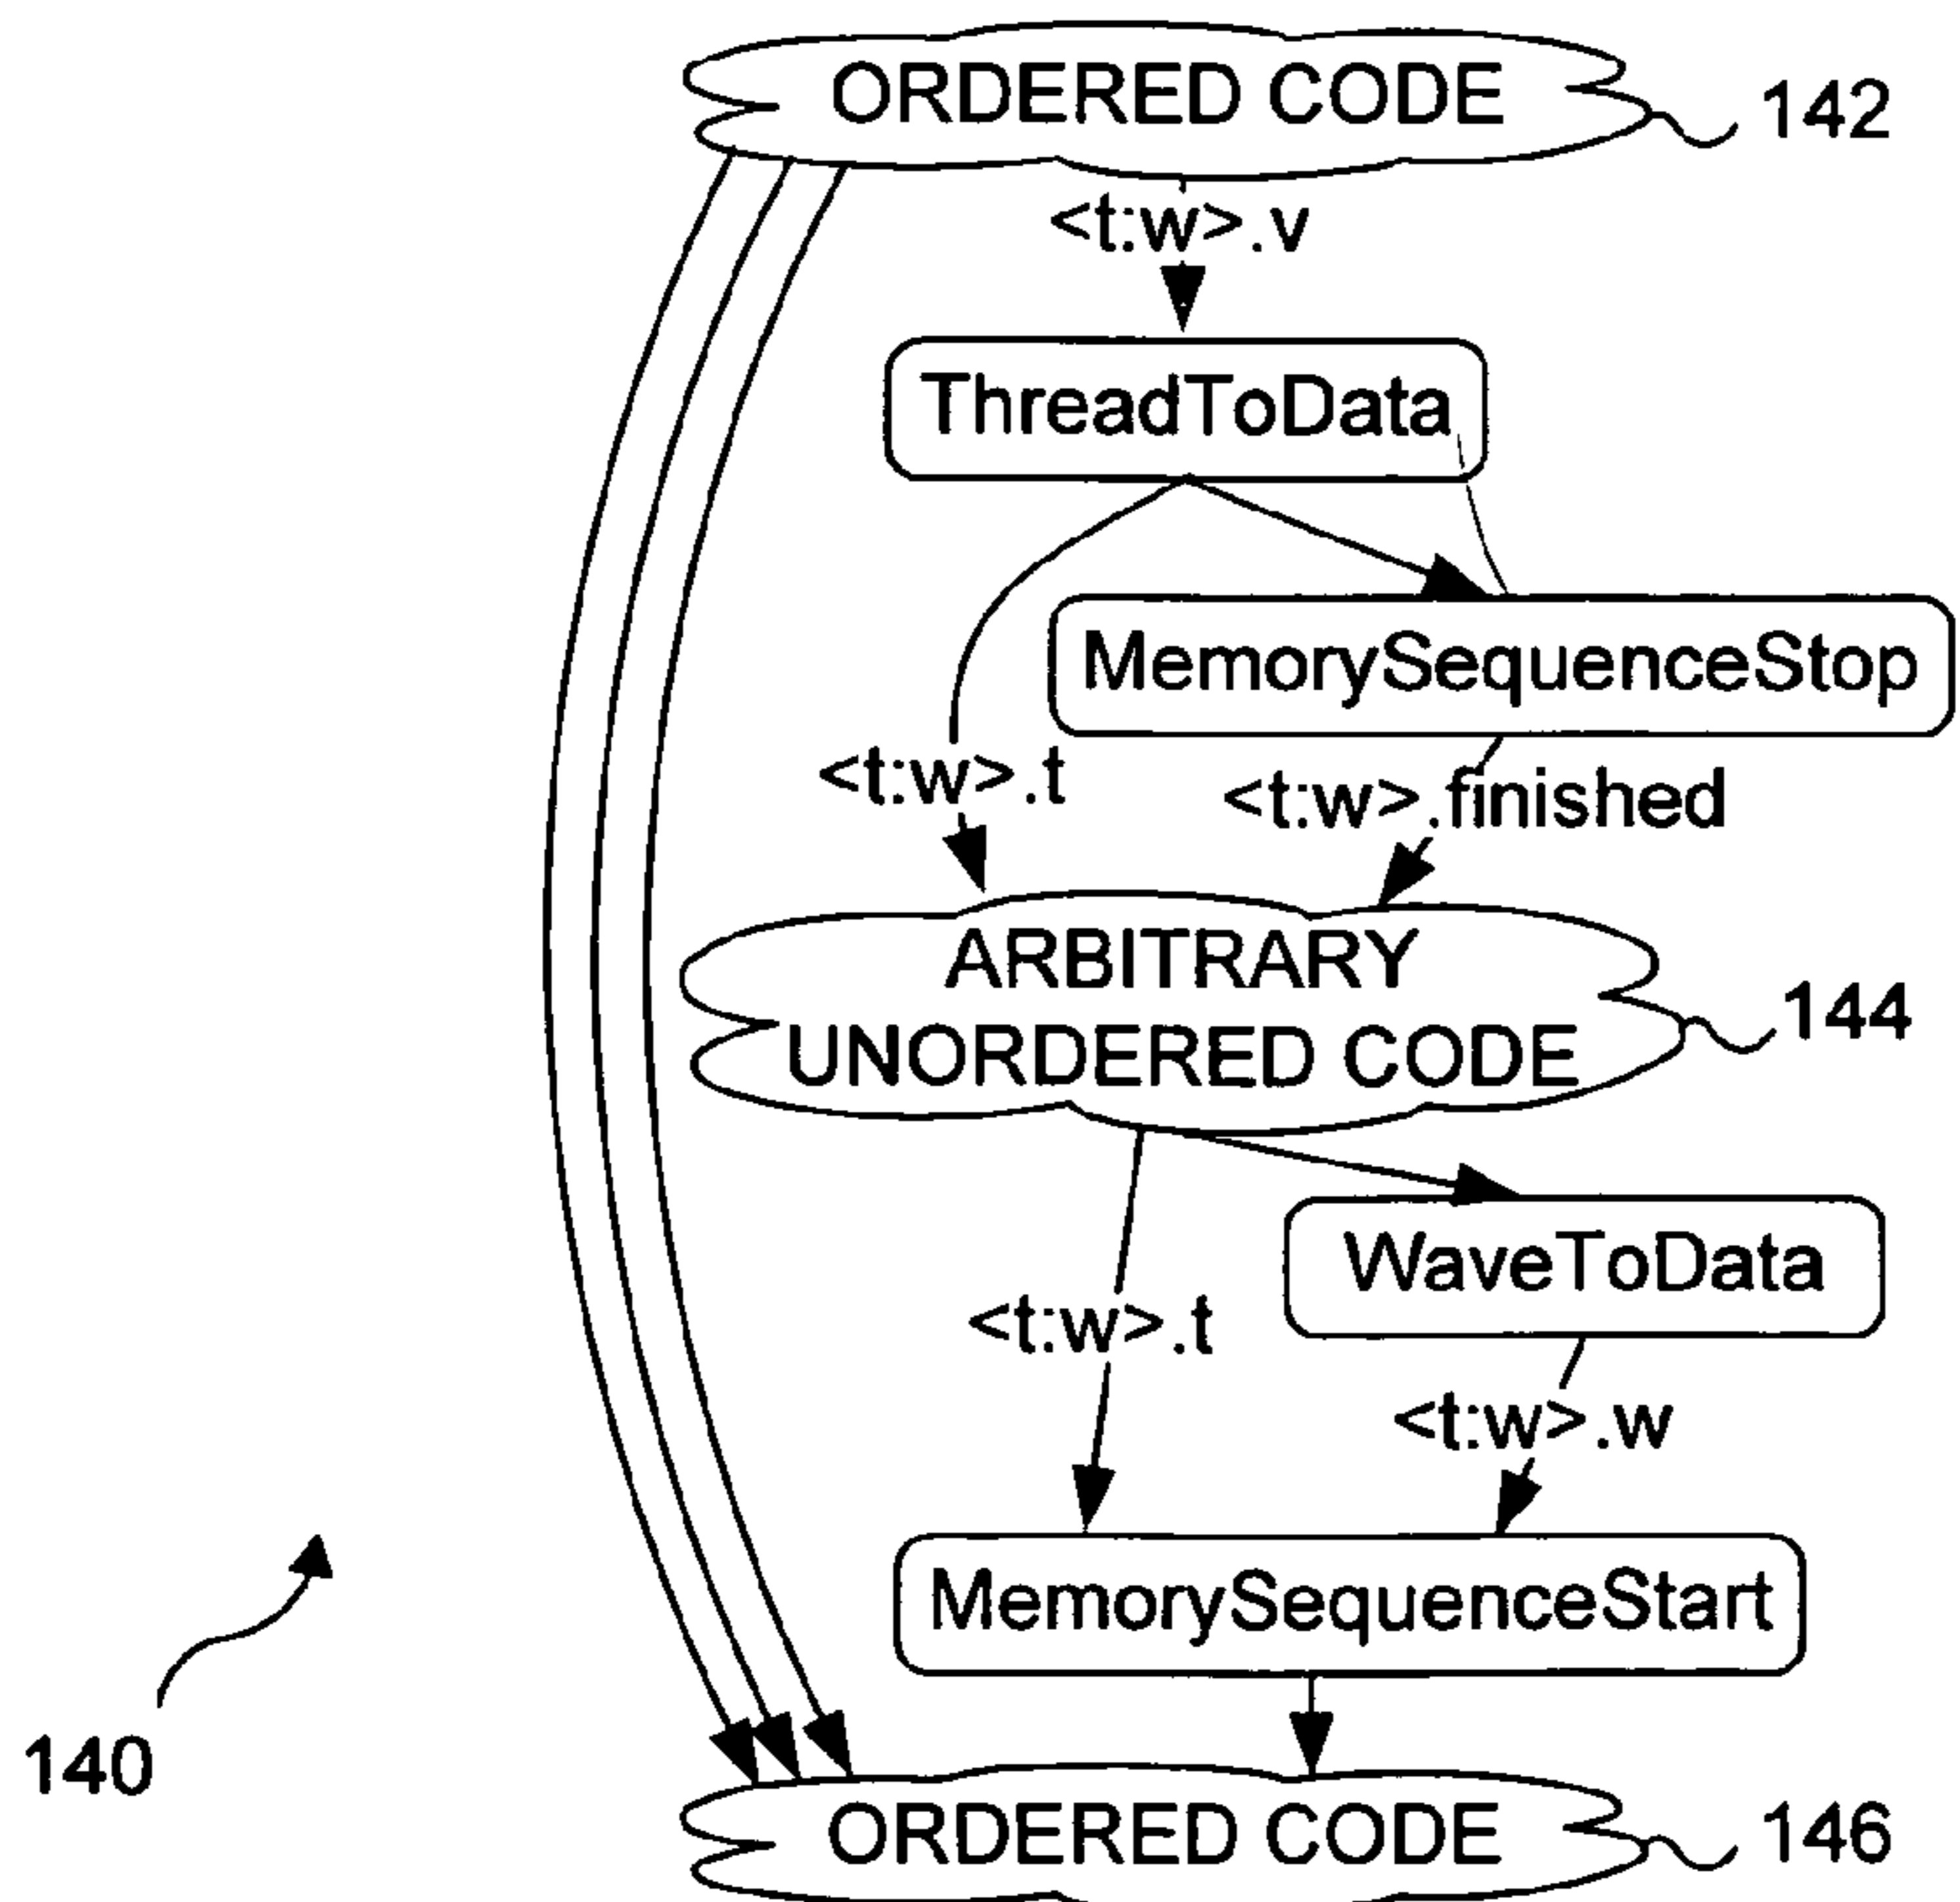 ORDERED CODE
142
<t:w>.v
ThreadToData
MemorySequenceStop
<t:w>.t
<t:w>.finished
ARBITRARY
UNORDERED CODE
144
WaveToData
<t:w>.t
<t:w>.w
MemorySequenceStart
140
ORDERED CODE
146